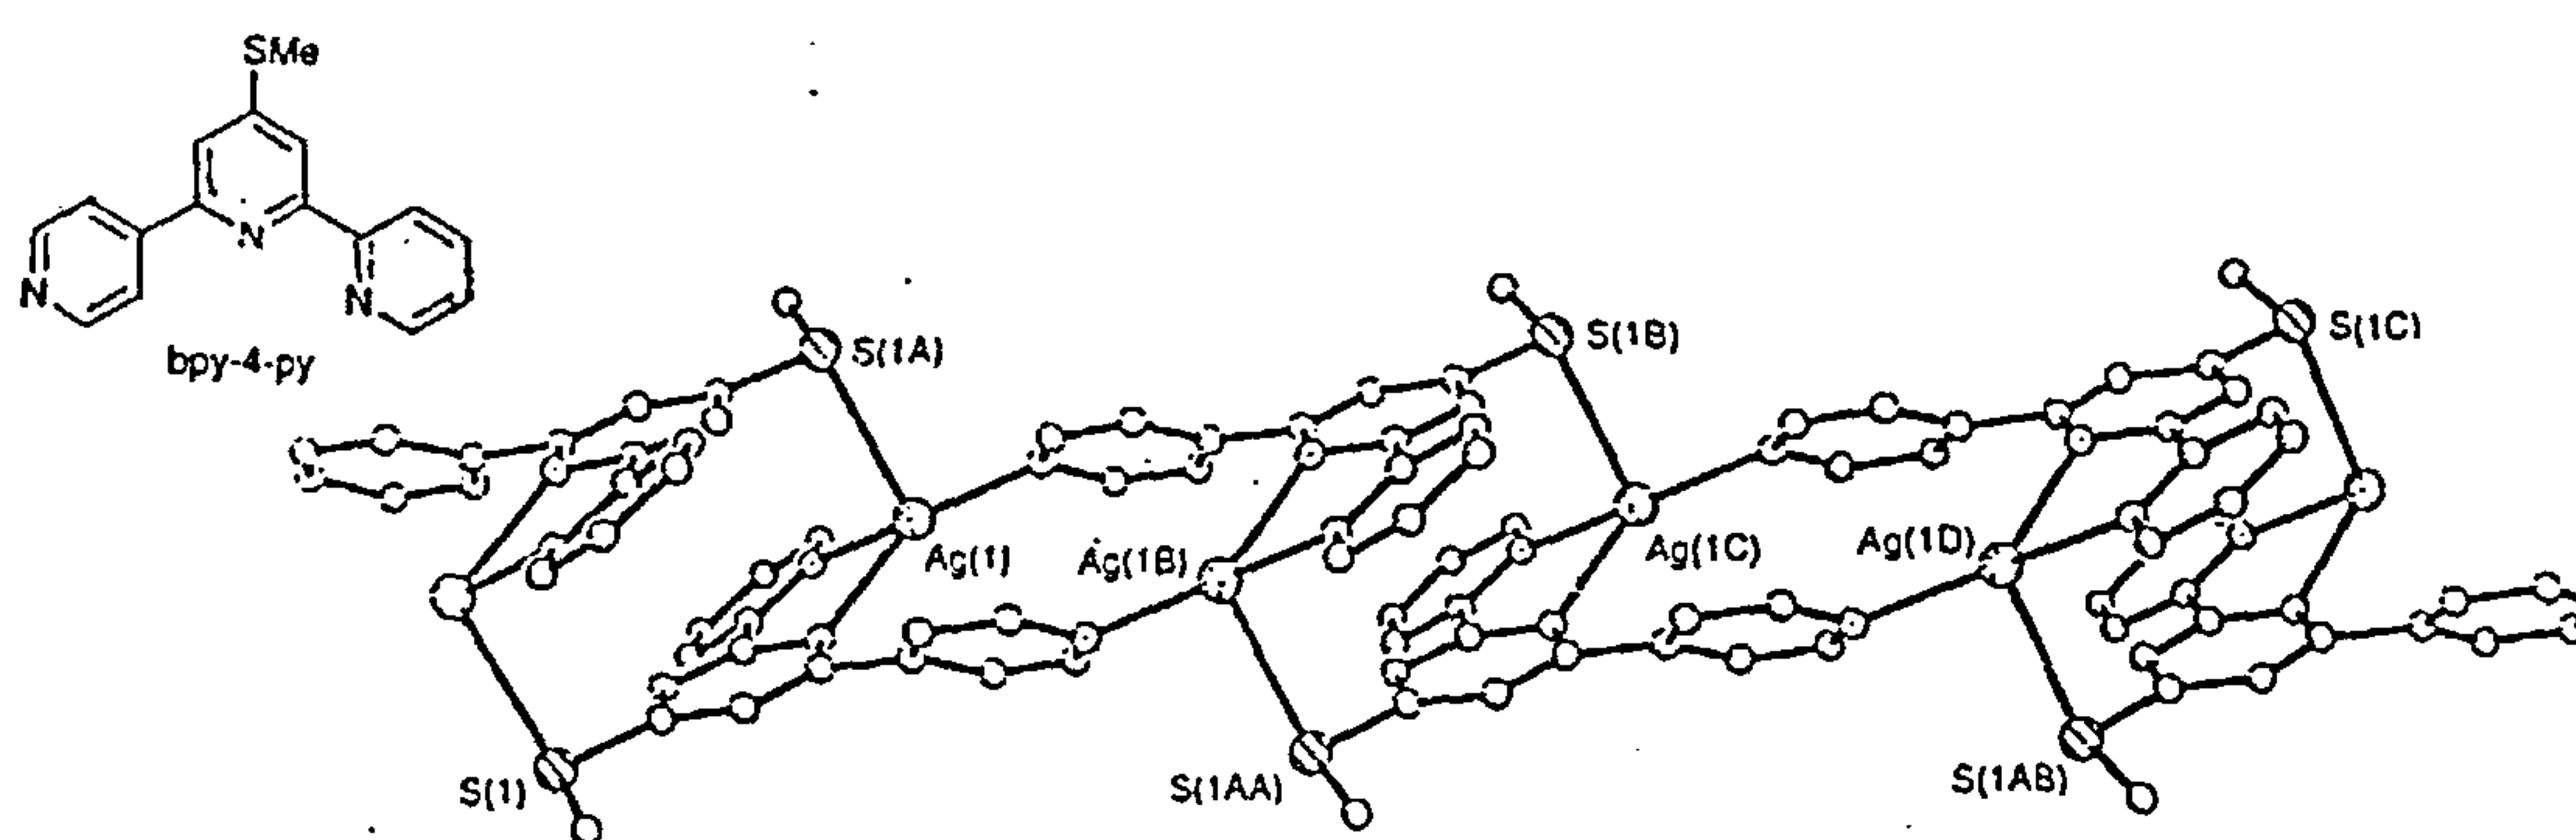 SMe
N
N
N
bpy-4-py
S(1A)
S(1B)
S(1C)
Ag(1)
Ag(1B)
Ag(1C)
Ag(1D)
S(1)
S(1AA)
S(1AB)